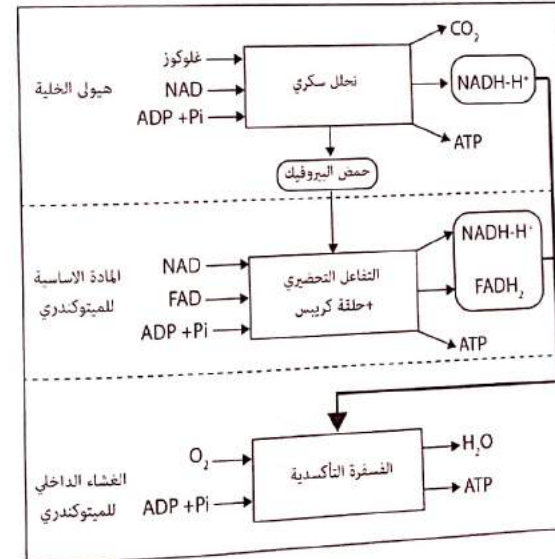 غلوكوز
NAD
ADP +Pi
هيولى الخلية
نحلل سكري
CO₂
NADH-H⁺
ATP
حمض البيروفيك
NAD
FAD
ADP +Pi
المادة الاساسية
للميتوكندري
التفاعل التحضيري
+حلقة كريبس
NADH-H⁺
FADH₂
ATP
O₂
ADP +Pi
الغشاء الداخلي
للميتوكندري
الفسفرة التأكسدية
H₂O
ATP